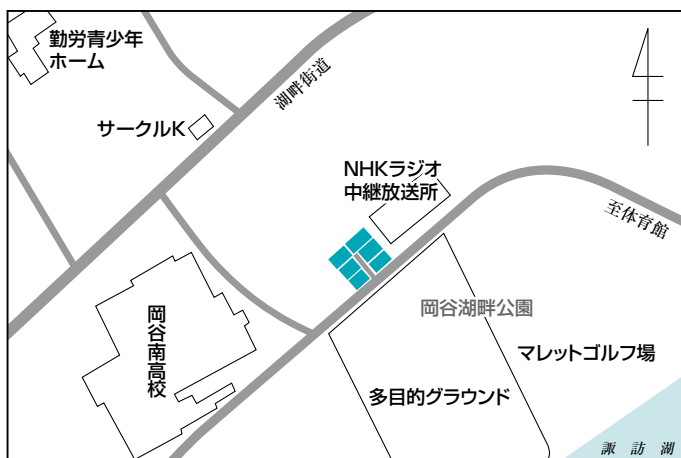 勤労青少年
ホーム
湖畔街道
サークルK
NHKラジオ
中継放送所
至体育館
岡谷湖畔公園
岡谷南高校
マレットゴルフ場
多目的グラウンド
諏訪湖